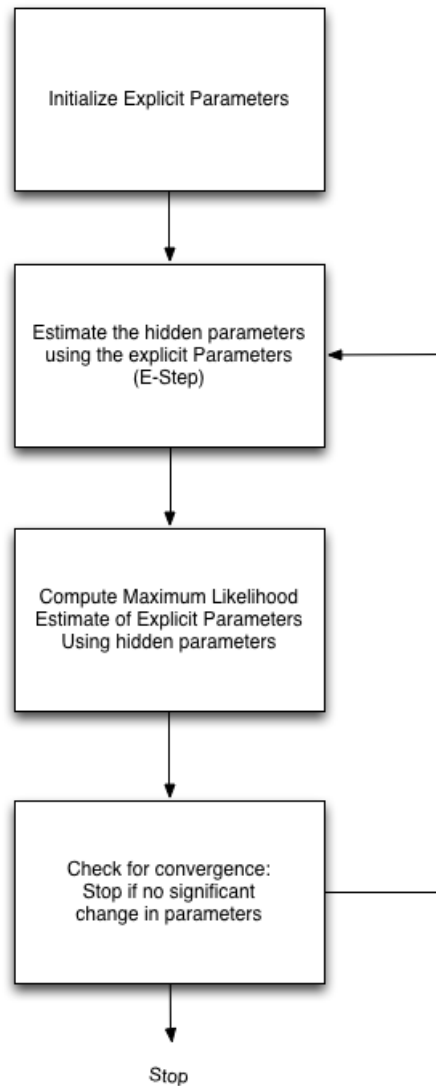 Initialize Explicit Parameters
Estimate the hidden parameters
using the explicit Parameters
(E-Step)
Compute Maximum Likelihood
Estimate of Explicit Parameters
Using hidden parameters
Check for convergence:
Stop if no significant
change in parameters
Stop